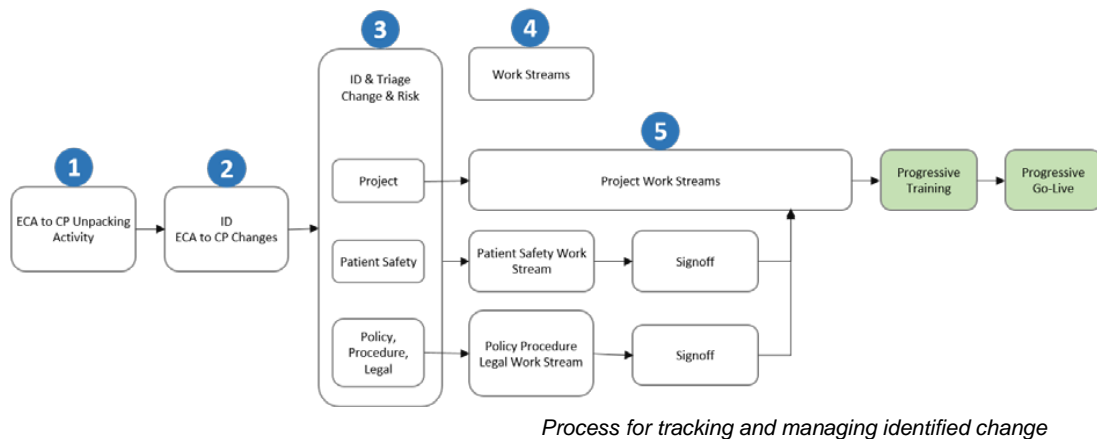 3
4
ID & Triage
Change & Risk
Work Streams
1
2
5
ECA to CP Unpacking
Activity
ID
ECA to CP Changes
Project
Project Work Streams
Progressive
Training
Progressive
Go-Live
Patient Safety
Patient Safety Work
Stream
Signoff
Policy,
Procedure,
Legal
Policy Procedure
Legal Work Stream
Signoff
Process for tracking and managing identified change